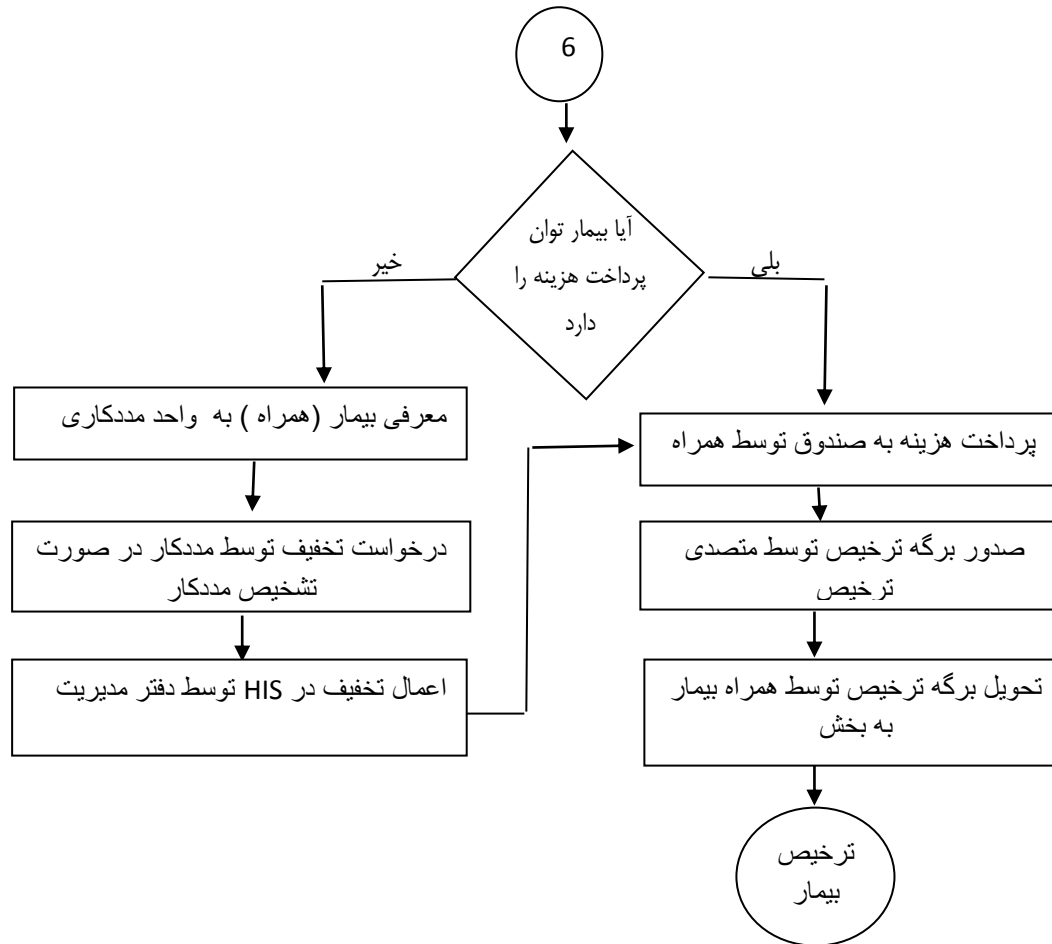 6
آیا بیمار توان
پرداخت هزینه را
دارد
خیر
بلی
معرفی بیمار (همراه ) به واحد مددکاری
درخواست تخفیف توسط مددکار در صورت
تشخیص مددکار
اعمال تخفیف در HIS توسط دفتر مدیریت
پرداخت هزینه به صندوق توسط همراه
صدور برگه ترخیص توسط متصدی
ترخیص
تحویل برگه ترخیص توسط همراه بیمار
به بخش
ترخیص
بیمار